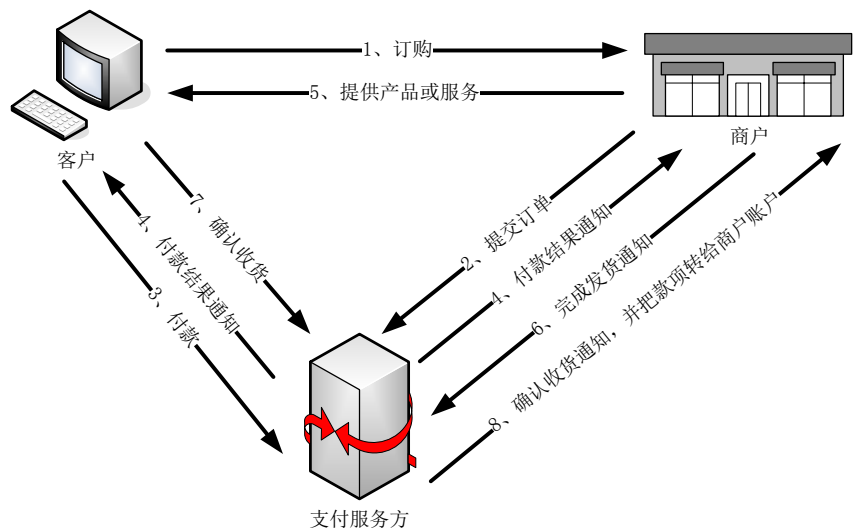 1、订购
5、提供产品或服务
客户
商户
7、确认收货
4、付款结果通知
3、付款
2、提交订单
4、付款结果通知
6、完成发货通知
8、确认收货通知，并把款项转给商户账户
支付服务方